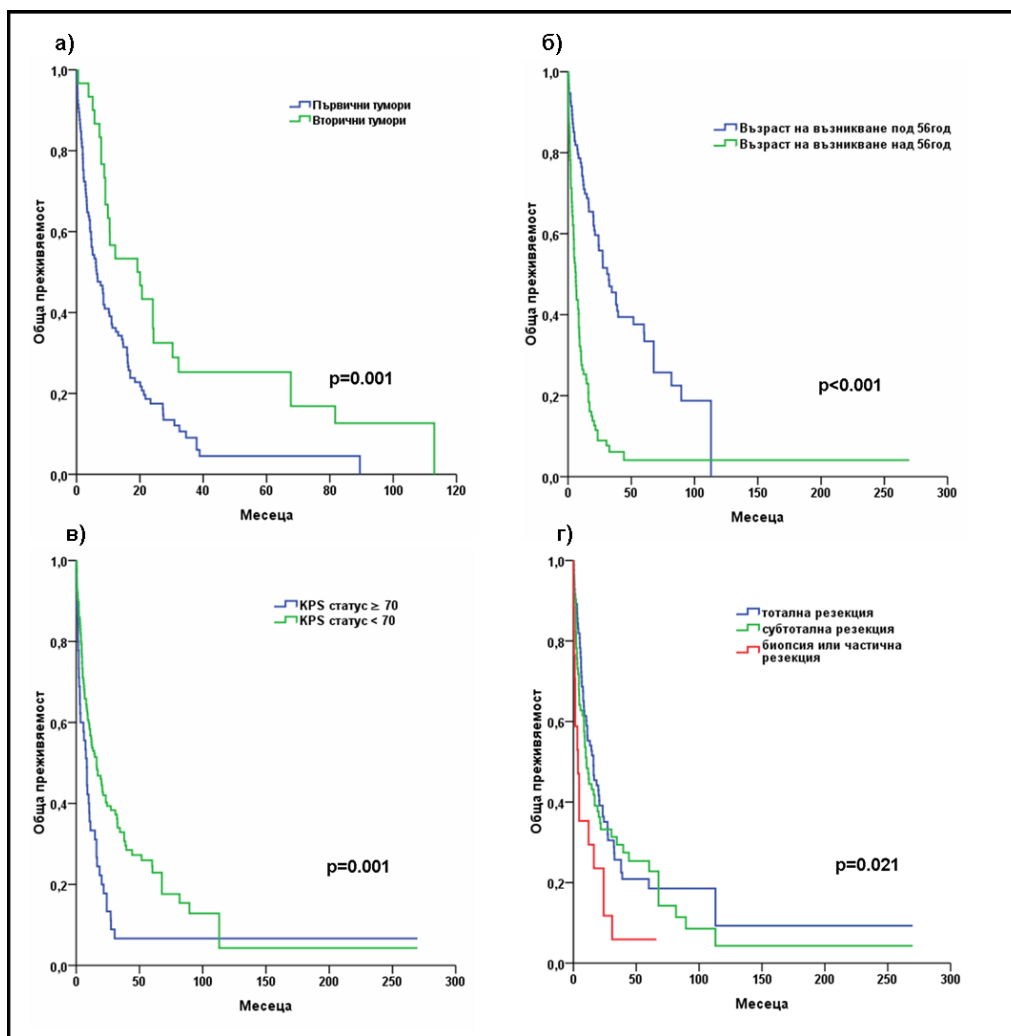 а)
1,0
0,8
0,6
0,4
0,2
0,0
Обща преживяемост
Първични тумори
Вторични тумори
p=0.001
0 20 40 60 80 100 120
Месеца
б)
1,0
0,8
0,6
0,4
0,2
0,0
Обща преживяемост
Възраст на възникване под 56год
Възраст на възникване над 56год
p<0.001
0 50 100 150 200 250 300
Месеца
в)
1,0
0,8
0,6
0,4
0,2
0,0
Обща преживяемост
KPS статус ≥ 70
KPS статус < 70
p=0.001
0 50 100 150 200 250 300
Месеца
г)
1,0
0,8
0,6
0,4
0,2
0,0
Обща преживяемост
тотална резекция
субтотална резекция
биопсия или частична
резекция
p=0.021
0 50 100 150 200 250 300
Месеца